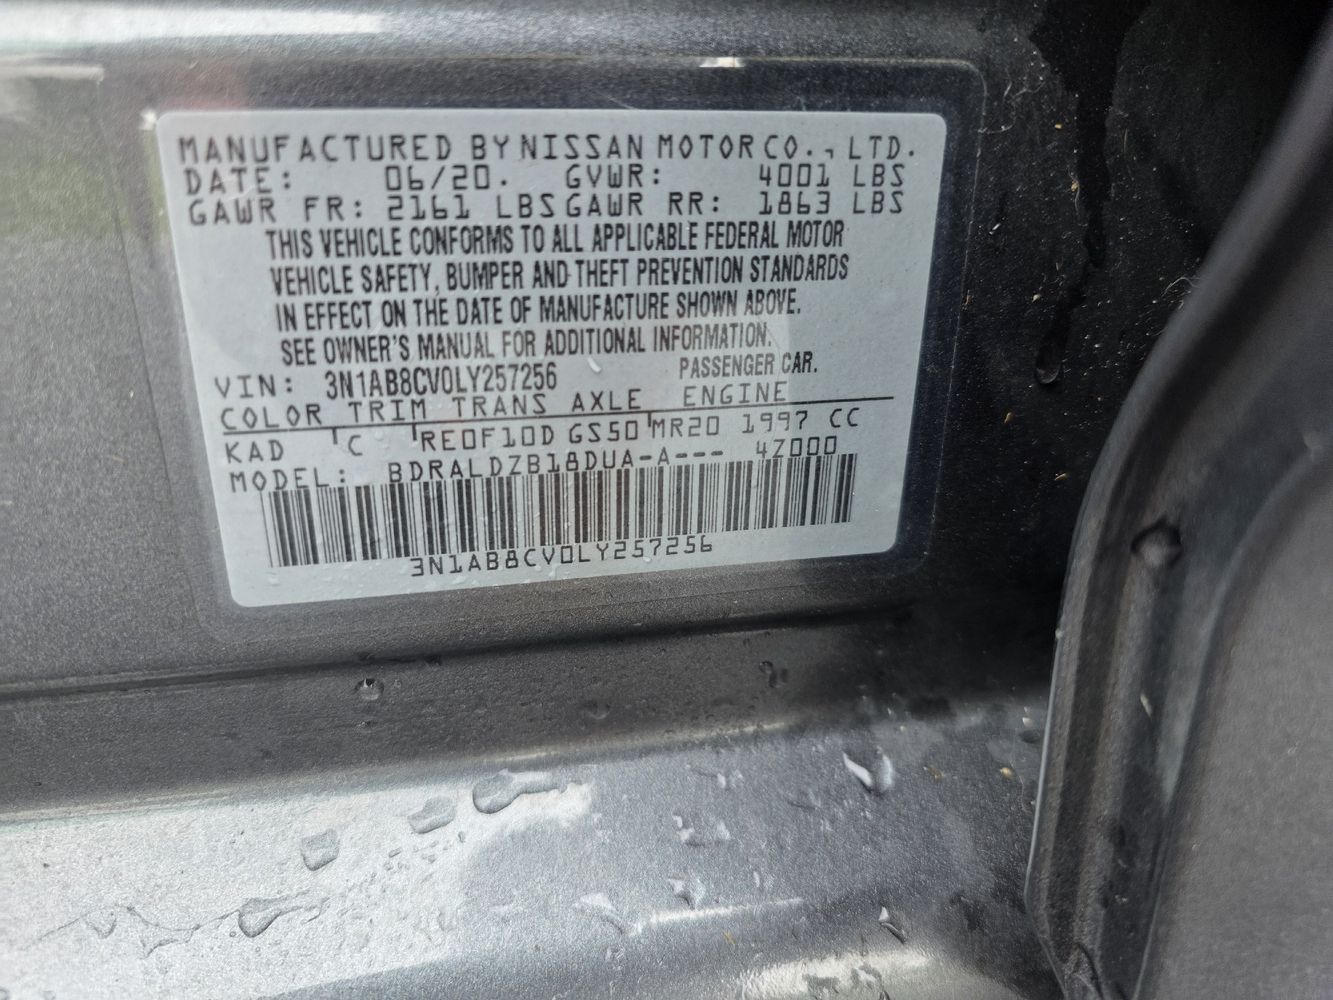 MANUFACTURED BY NISSAN MOTOR CO., LTD.
DATE: 06/20. GVWR: 4001 LBS
GAWR FR: 2161 LBS GAWR RR: 1863 LBS
THIS VEHICLE CONFORMS TO ALL APPLICABLE FEDERAL MOTOR
VEHICLE SAFETY, BUMPER AND THEFT PREVENTION STANDARDS
IN EFFECT ON THE DATE OF MANUFACTURE SHOWN ABOVE.
SEE OWNER'S MANUAL FOR ADDITIONAL INFORMATION.
VIN: 3N1AB8CV0LY257256 PASSENGER CAR.
COLOR TRIM TRANS AXLE ENGINE
KAD C RE0F10D GS50 MR20 1997 CC
MODEL: BDRALDZB18DUA-A--- 4Z000
3N1AB8CV0LY257256